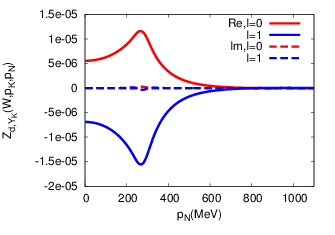 1.5e-05
1e-05
5e-06
0
-5e-06
-1e-05
-1.5e-05
-2e-05
0 200 400 600 800 1000
Z_{d,Y_K}(W,p_K,p_N)
p_N(MeV)
Re,l=0
l=1
Im,l=0
l=1